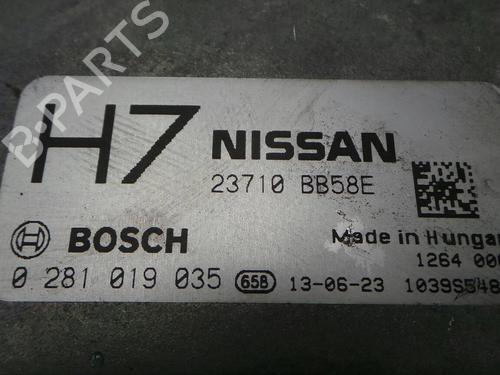 H7 NISSAN
23710 BB58E
BOSCH Made in Hungar
0 281 019 035 658 13-06-23 1039S548
1264 000
B-PARTS